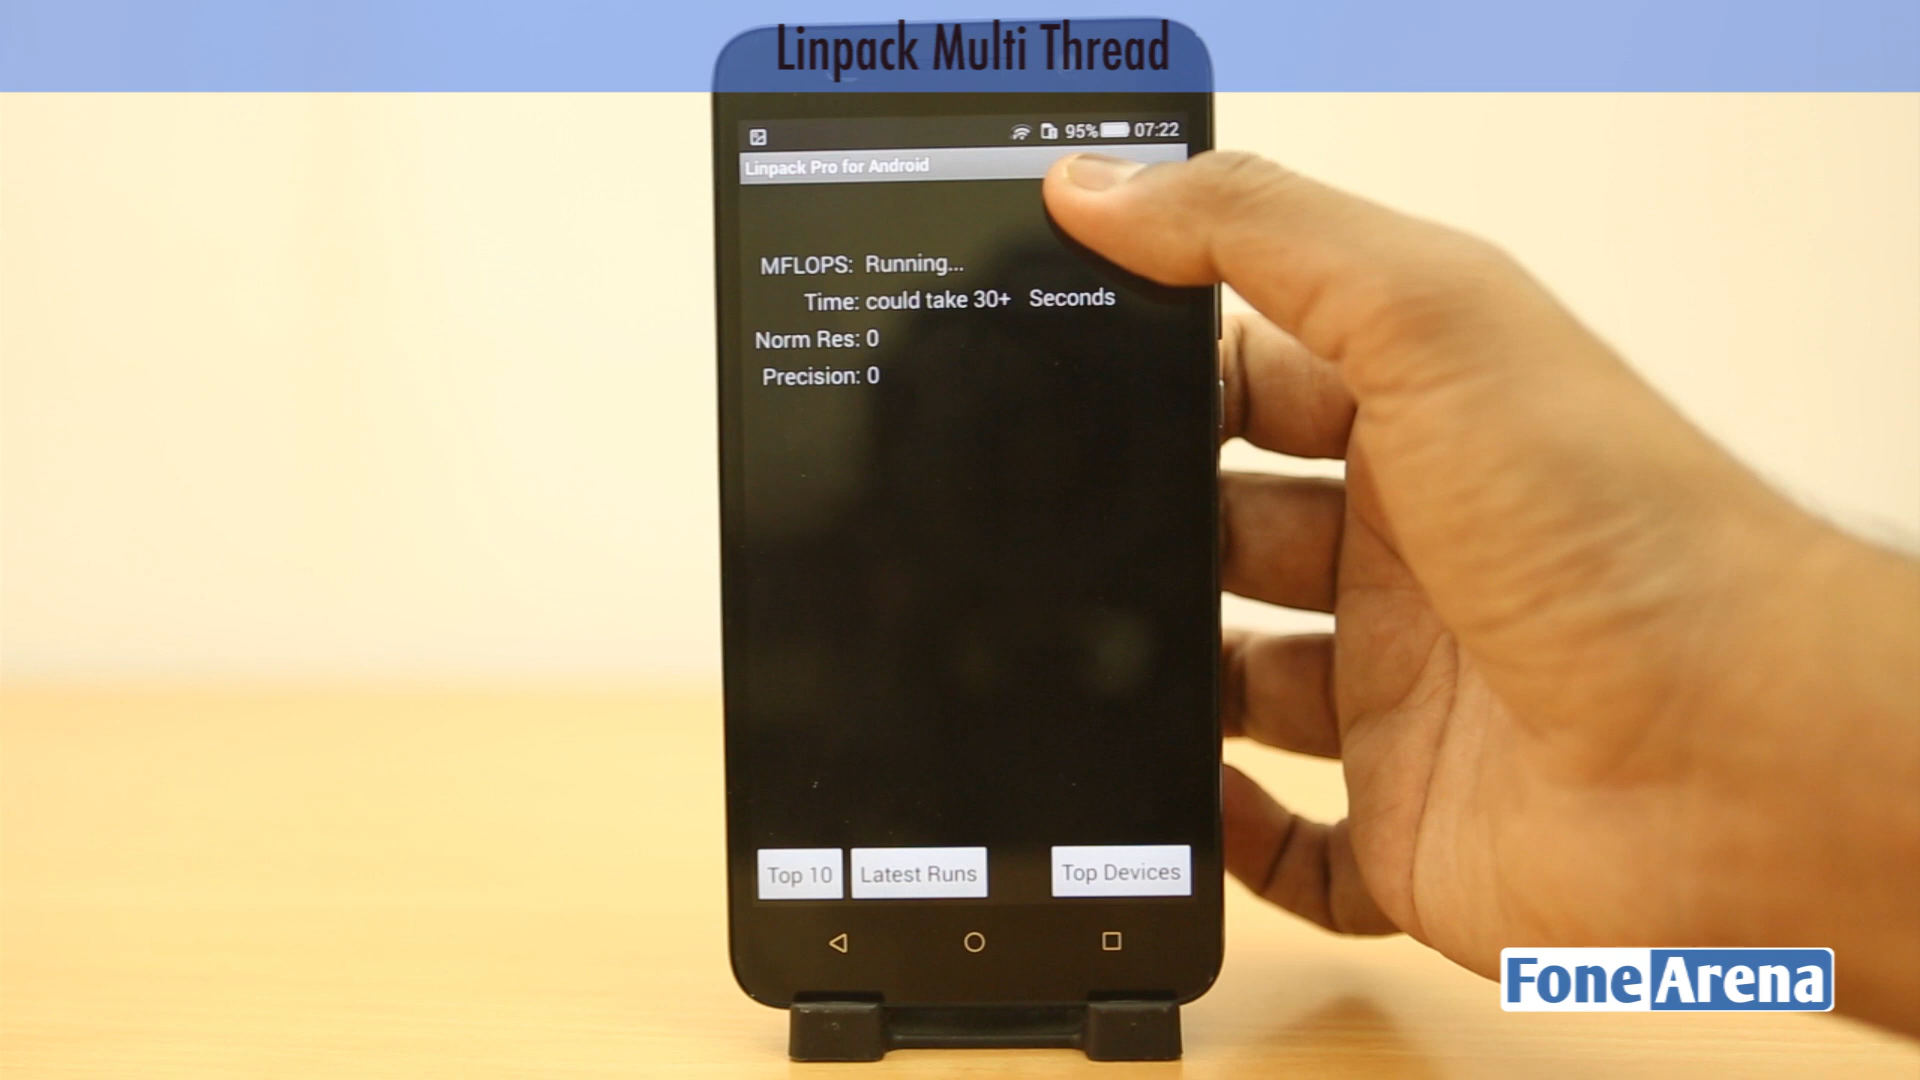 Linpack Multi Thread
95% 07:22
Linpack Pro for Android
MFLOPS: Running...
Time: could take 30+ Seconds
Norm Res: 0
Precision: 0
Top 10 Latest Runs Top Devices
FoneArena